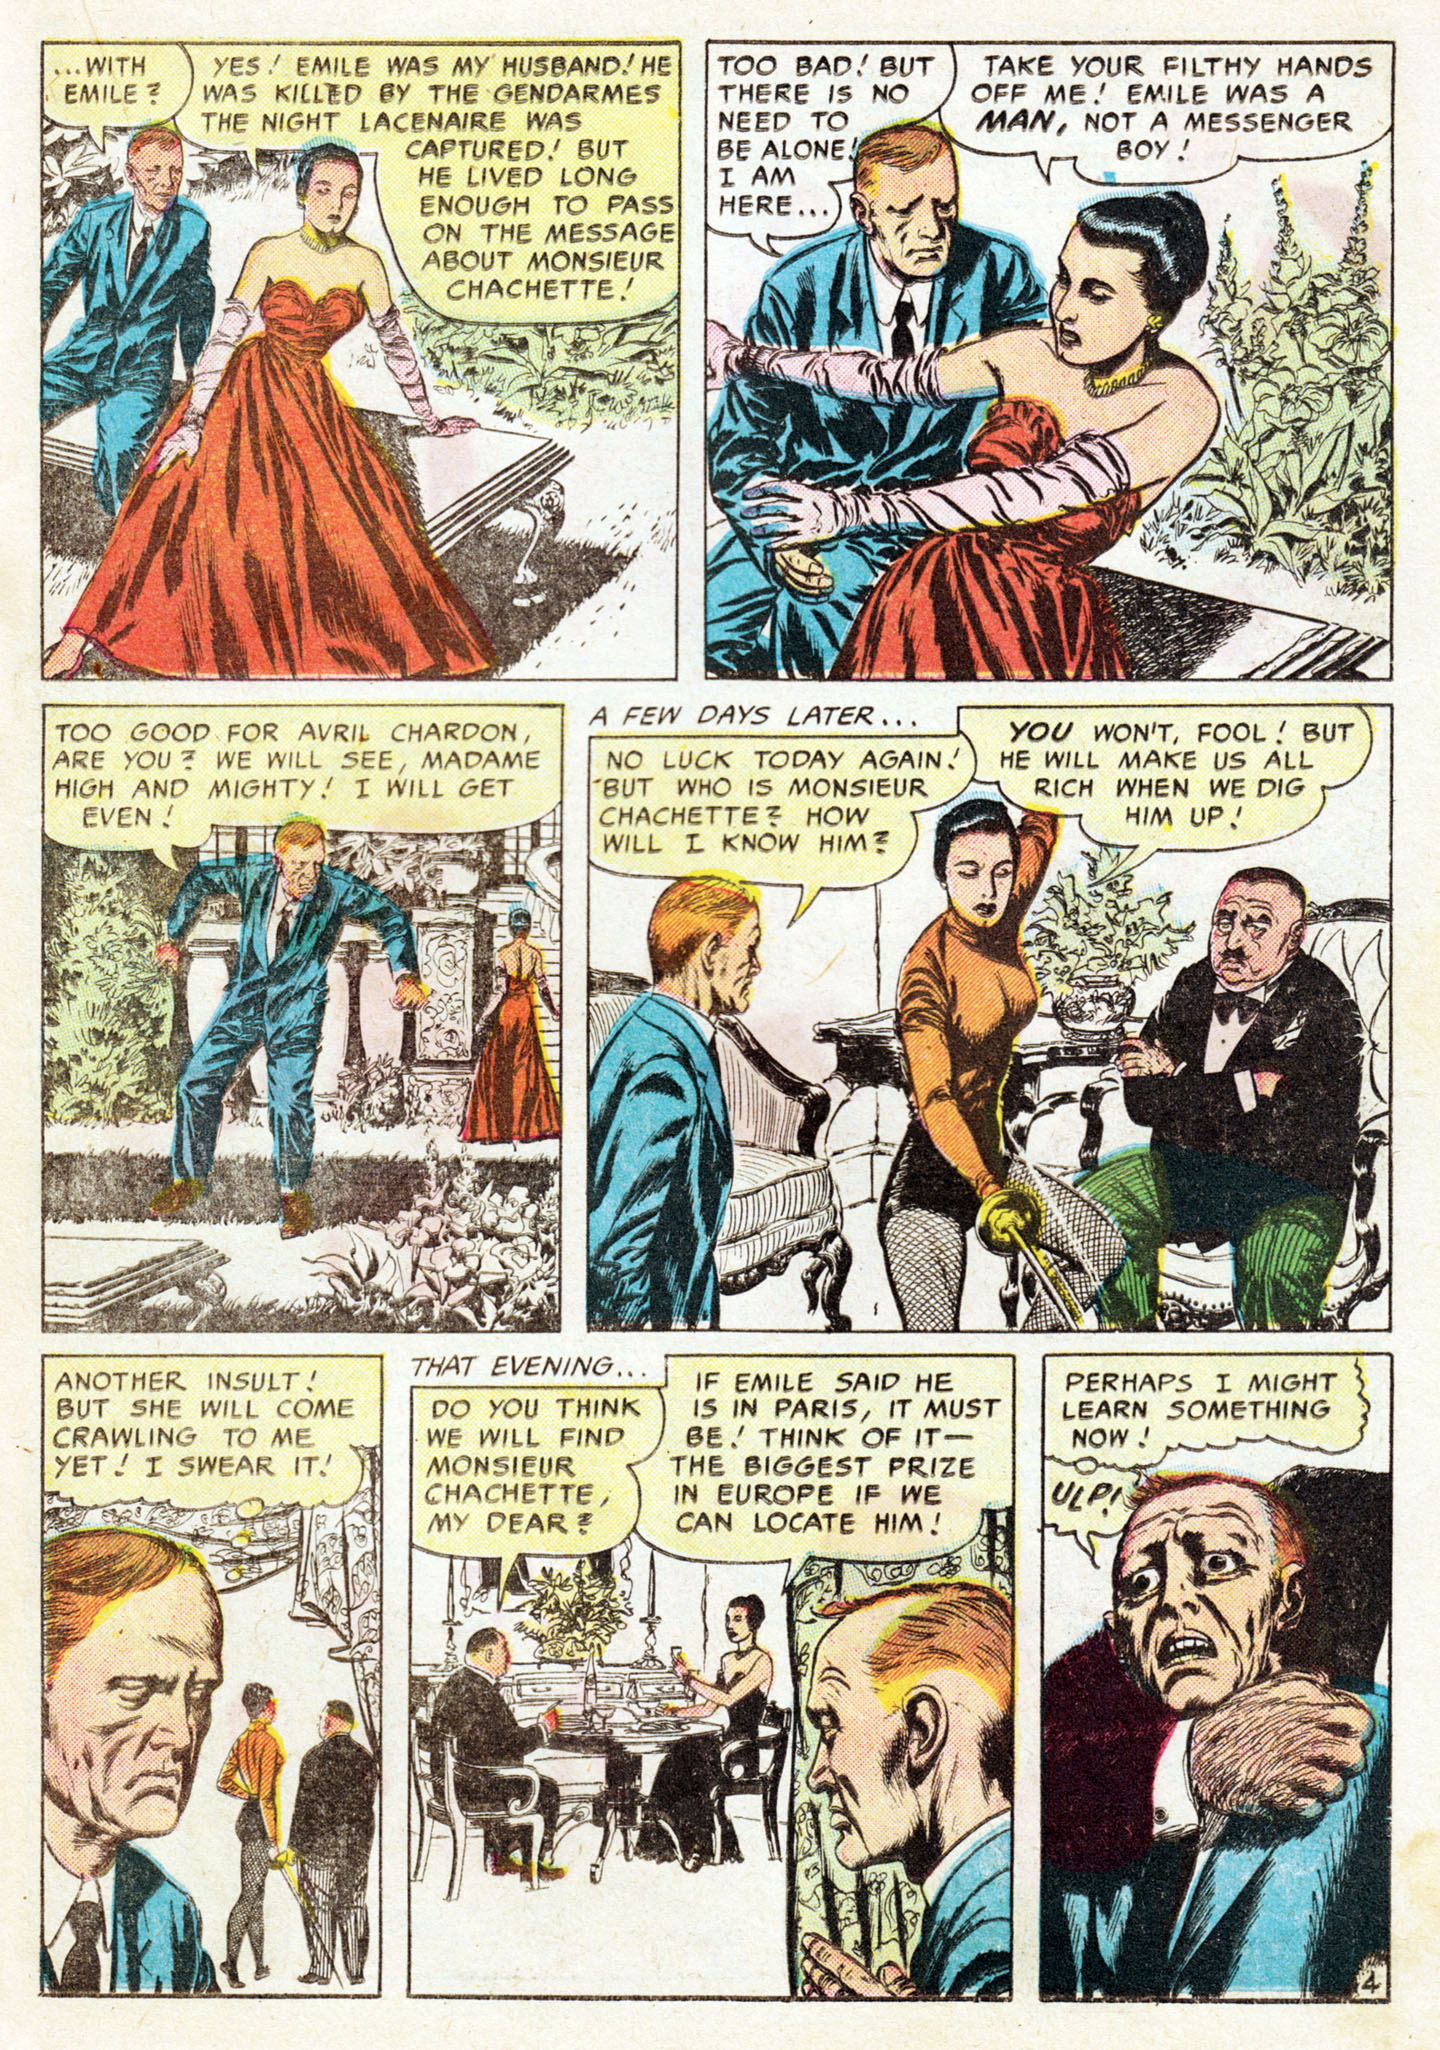 ...WITH
EMILE?
YES! EMILE WAS MY HUSBAND! HE
WAS KILLED BY THE GENDARMES
THE NIGHT LACENAIRE WAS
CAPTURED! BUT
HE LIVED LONG
ENOUGH TO PASS
ON THE MESSAGE
ABOUT MONSIEUR
CHACHETTE!
TOO BAD! BUT
THERE IS NO
NEED TO
BE ALONE!
I AM
HERE...
TAKE YOUR FILTHY HANDS
OFF ME! EMILE WAS A
MAN, NOT A MESSENGER
BOY!
TOO GOOD FOR AVRIL CHARDON,
ARE YOU? WE WILL SEE, MADAME
HIGH AND MIGHTY! I WILL GET
EVEN!
A FEW DAYS LATER...
NO LUCK TODAY AGAIN!
BUT WHO IS MONSIEUR
CHACHETTE? HOW
WILL I KNOW HIM?
YOU WON'T, FOOL! BUT
HE WILL MAKE US ALL
RICH WHEN WE DIG
HIM UP!
ANOTHER INSULT!
BUT SHE WILL COME
CRAWLING TO ME
YET! I SWEAR IT!
THAT EVENING...
DO YOU THINK
WE WILL FIND
MONSIEUR
CHACHETTE,
MY DEAR?
IF EMILE SAID HE
IS IN PARIS, IT MUST
BE! THINK OF IT—
THE BIGGEST PRIZE
IN EUROPE IF WE
CAN LOCATE HIM!
PERHAPS I MIGHT
LEARN SOMETHING
NOW!
ULP!
4